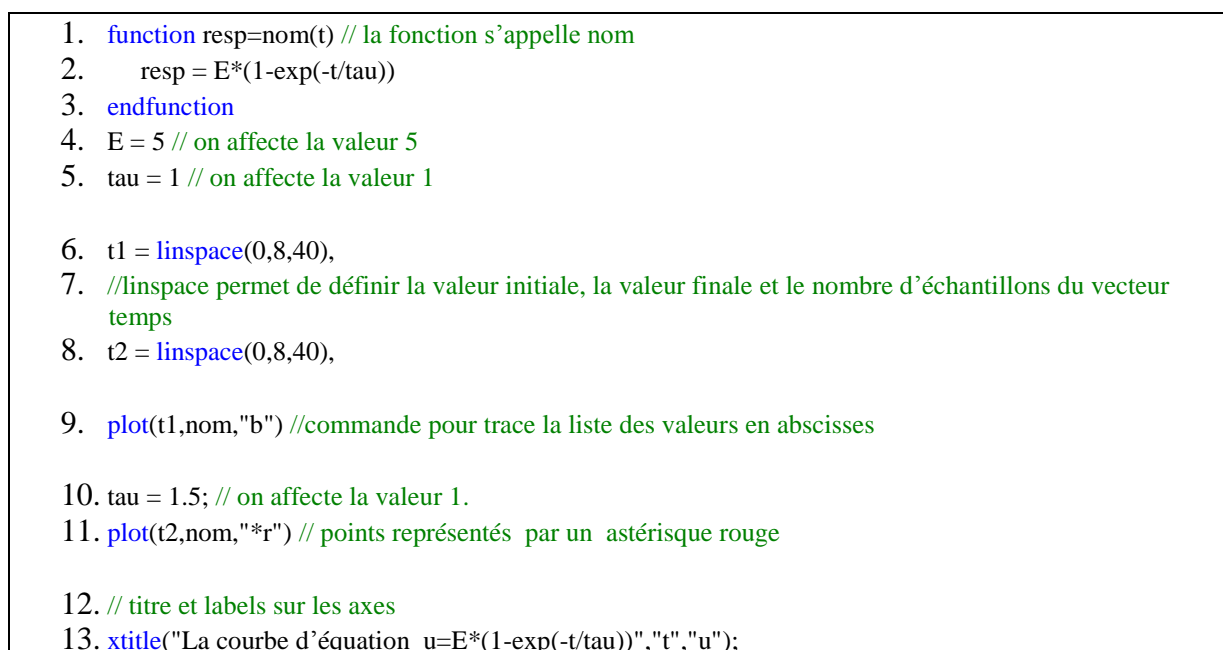 1. function resp=nom(t) // la fonction s’appelle nom
2. resp = E*(1-exp(-t/tau))
3. endfunction
4. E = 5 // on affecte la valeur 5
5. tau = 1 // on affecte la valeur 1
6. t1 = linspace(0,8,40),
7. //linspace permet de définir la valeur initiale, la valeur finale et le nombre d’échantillons du vecteur
temps
8. t2 = linspace(0,8,40),
9. plot(t1,nom,"b") //commande pour trace la liste des valeurs en abscisses
10. tau = 1.5; // on affecte la valeur 1.
11. plot(t2,nom,"*r") // points représentés par un astérisque rouge
12. // titre et labels sur les axes
13. xtitle("La courbe d’équation u=E*(1-exp(-t/tau))","t","u");